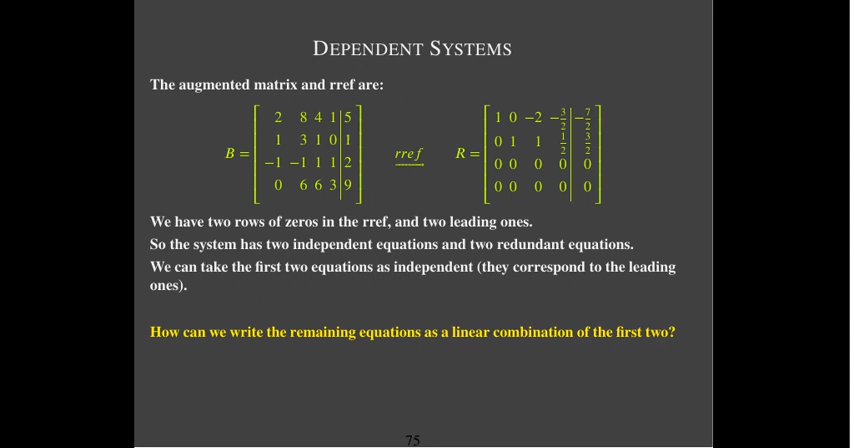 DEPENDENT SYSTEMS
The augmented matrix and rref are:
B = [ 2 8 4 1 | 5
1 3 1 0 | 1
−1 −1 1 1 | 2
0 6 6 3 | 9 ]
rref
R = [ 1 0 −2 −3/2 | −7/2
0 1 1 1/2 | 3/2
0 0 0 0 | 0
0 0 0 0 | 0 ]
We have two rows of zeros in the rref, and two leading ones.
So the system has two independent equations and two redundant equations.
We can take the first two equations as independent (they correspond to the leading
ones).
How can we write the remaining equations as a linear combination of the first two?
75